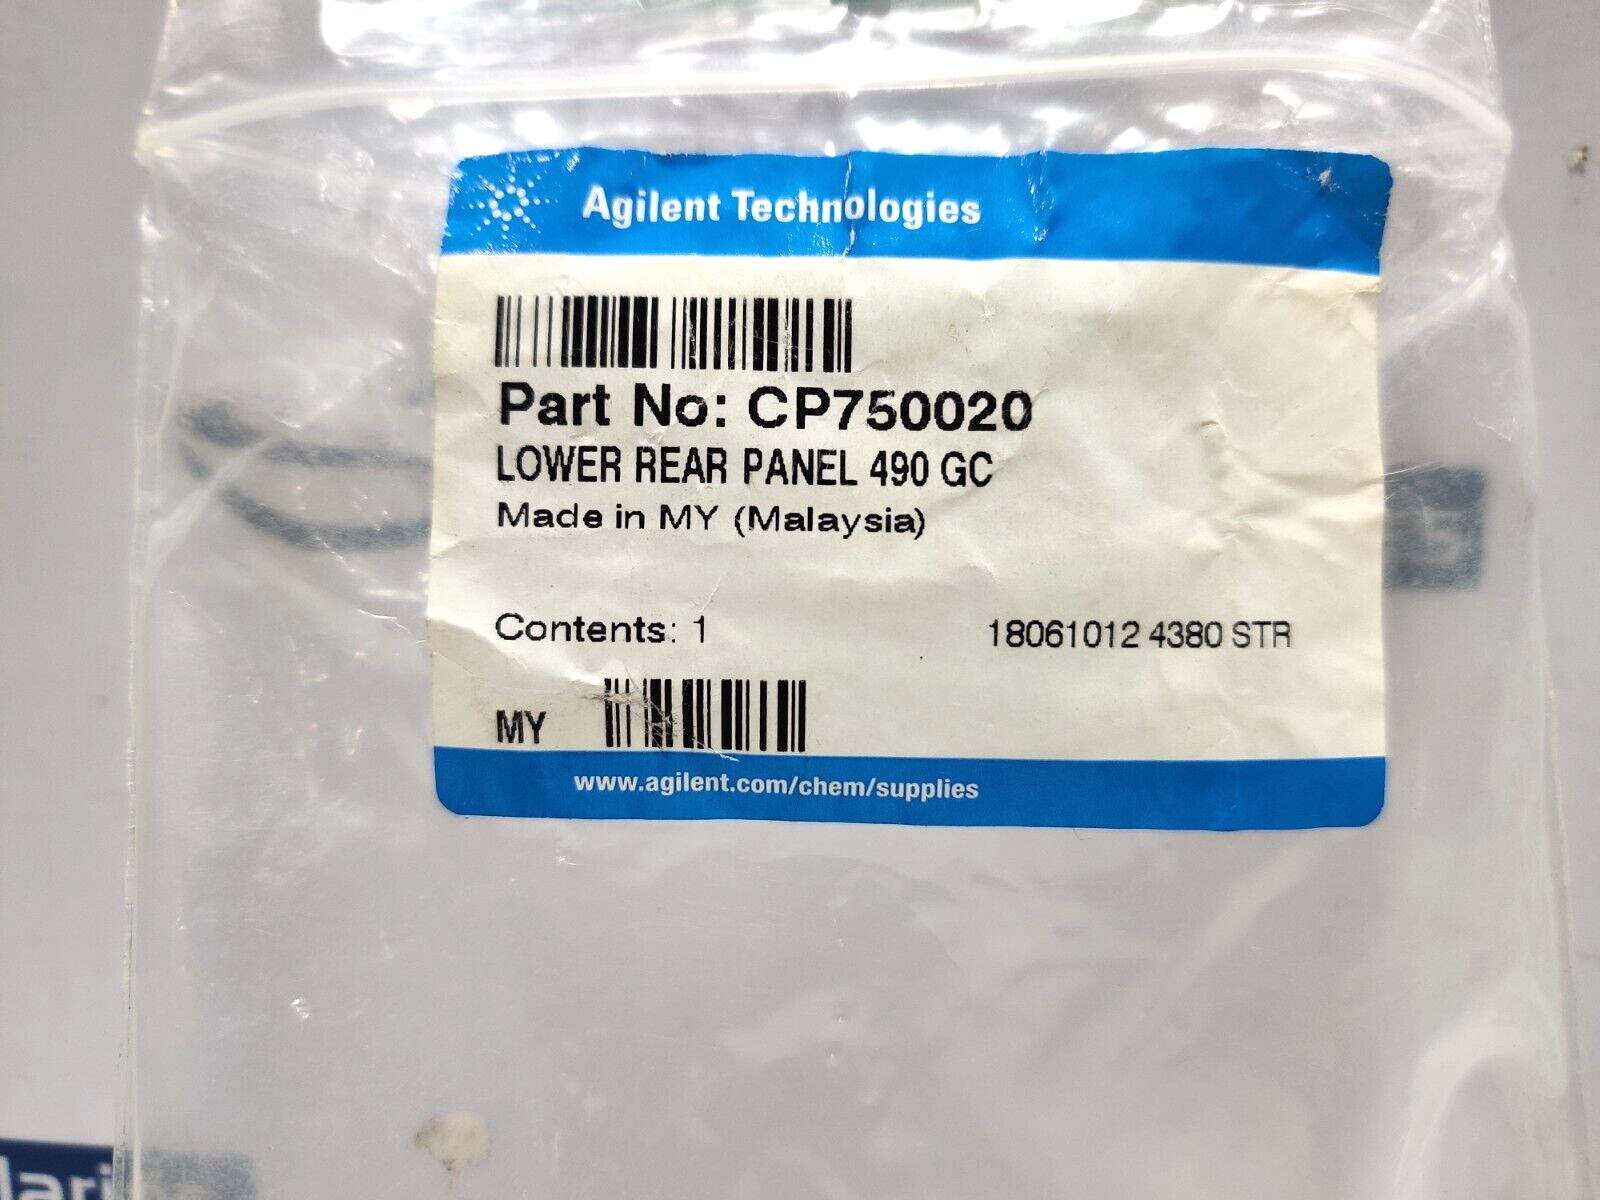 Agilent Technologies
Part No: CP750020
LOWER REAR PANEL 490 GC
Made in MY (Malaysia)
Contents: 1
18061012 4380 STR
MY
www.agilent.com/chem/supplies